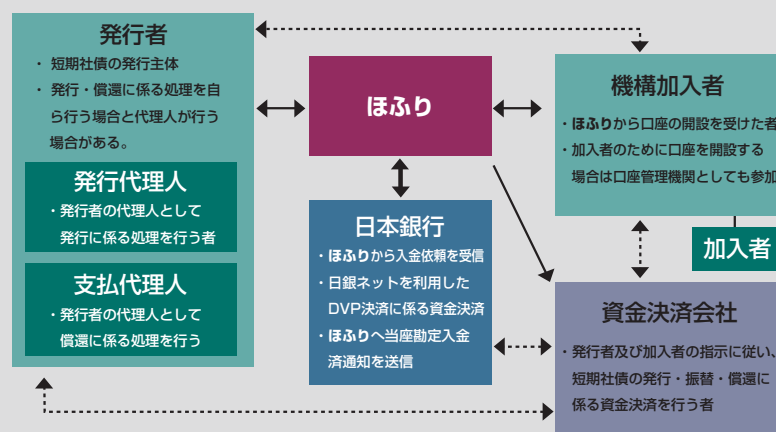 発行者
・ 短期社債の発行主体
・ 発行・償還に係る処理を自
ら行う場合と代理人が行う
場合がある。
発行代理人
・発行者の代理人として
発行に係る処理を行う者
支払代理人
・発行者の代理人として
償還に係る処理を行う
ほふり
日本銀行
・ほふりから入金依頼を受信
・日銀ネットを利用した
DVP決済に係る資金決済
・ほふりへ当座勘定入金
済通知を送信
機構加入者
・ほふりから口座の開設を受けた者
・加入者のために口座を開設する
場合は口座管理機関としても参加
加入者
資金決済会社
・発行者及び加入者の指示に従い、
短期社債の発行・振替・償還に
係る資金決済を行う者